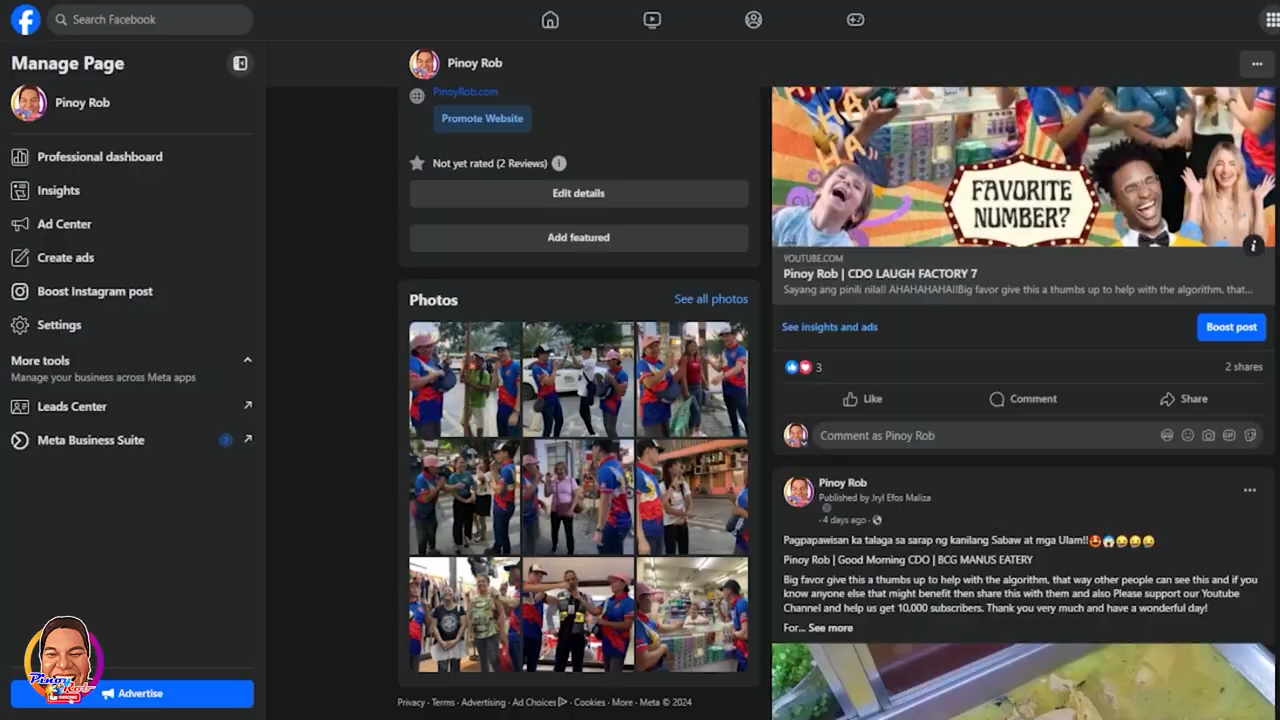 Search Facebook
Manage Page
Pinoy Rob
Professional dashboard
Insights
Ad Center
Create ads
Boost Instagram post
Settings
More tools
Manage your business across Meta apps
Leads Center
Meta Business Suite
7
Pinoy
Rob
SUBSCRIBE
Advertise
Pinoy Rob
PinoyRob.com
Promote Website
Not yet rated (2 Reviews)
Edit details
Add featured
Photos
See all photos
Privacy · Terms · Advertising · Ad Choices · Cookies · More · Meta © 2024
HA
HA
FAVORITE
NUMBER?
YOUTUBE.COM
Pinoy Rob | CDO LAUGH FACTORY 7
Sayang ang pinili nila!! AHAHAHAHA!!Big favor give this a thumbs up to help with the algorithm, that...
See insights and ads
Boost post
3
2 shares
Like
Comment
Share
Comment as Pinoy Rob
Pinoy Rob
Published by Jryl Efos Maliza
· 4 days ago ·
Pagpapawisan ka talaga sa sarap ng kanilang Sabaw at mga Ulam!!🤩😱😂😂😂
Pinoy Rob | Good Morning CDO | BCG MANUS EATERY
Big favor give this a thumbs up to help with the algorithm, that way other people can see this and if you
know anyone else that might benefit then share this with them and also Please support our Youtube
Channel and help us get 10,000 subscribers. Thank you very much and have a wonderful day!
For... See more